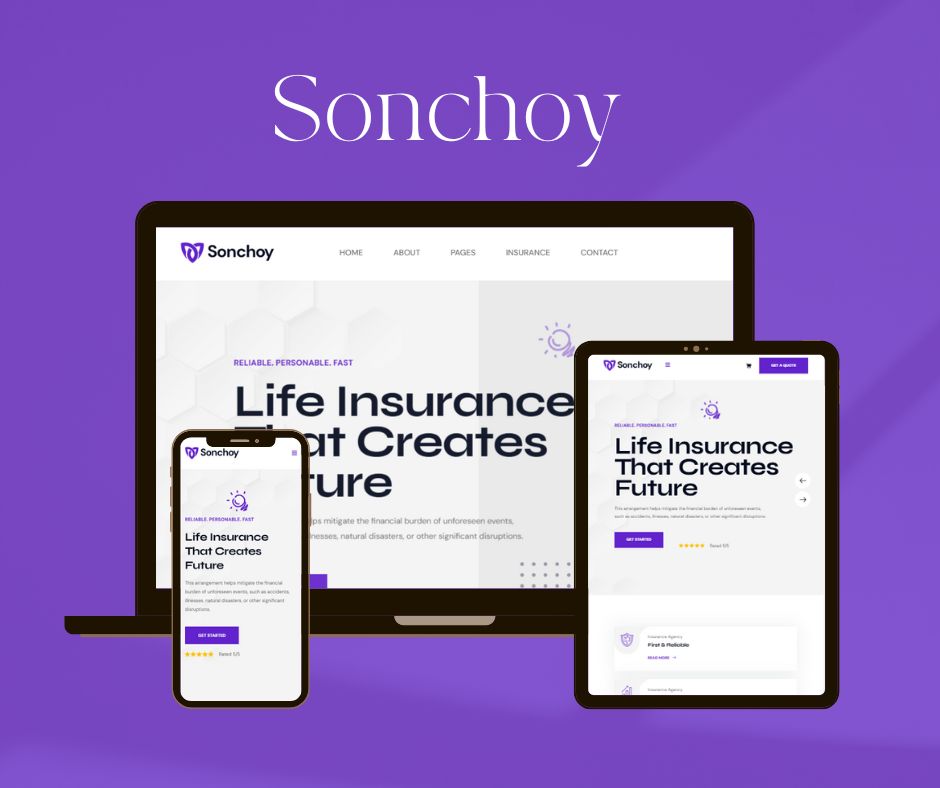 Sonchoy
Sonchoy
HOME ABOUT PAGES INSURANCE CONTACT
RELIABLE. PERSONABLE. FAST
Life Insurance
That Creates
ture
ps mitigate the financial burden of unforeseen events,
nesses, natural disasters, or other significant disruptions.
Sonchoy
RELIABLE. PERSONABLE. FAST
Life Insurance
That Creates
Future
This arrangement helps mitigate the financial
burden of unforeseen events, such as accidents,
illnesses, natural disasters, or other significant
disruptions.
GET STARTED
Rated 5/5
Sonchoy
GET A QUOTE
RELIABLE. PERSONABLE. FAST
Life Insurance
That Creates
Future
This arrangement helps mitigate the financial burden of unforeseen events,
such as accidents, illnesses, natural disasters, or other significant disruptions.
GET STARTED
Rated 5/5
Insurance Agency
First & Reliable
READ MORE →
Insurance Agency